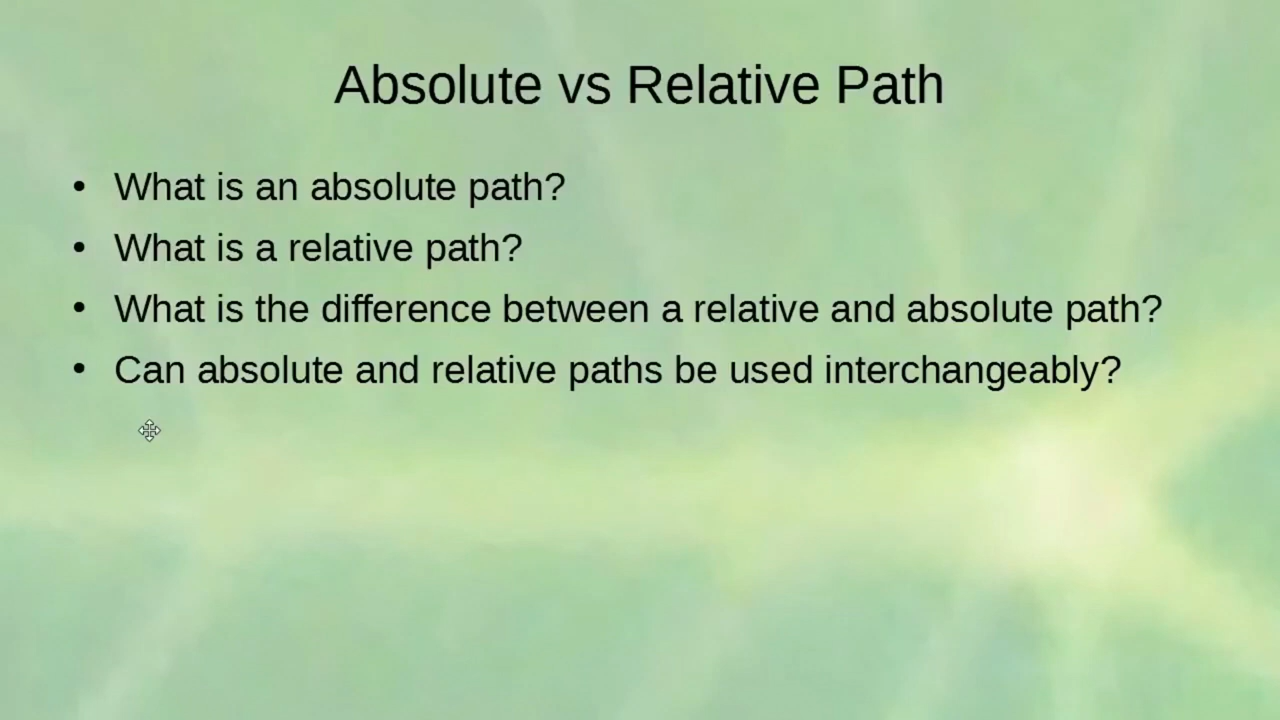 Absolute vs Relative Path
• What is an absolute path?
• What is a relative path?
• What is the difference between a relative and absolute path?
• Can absolute and relative paths be used interchangeably?